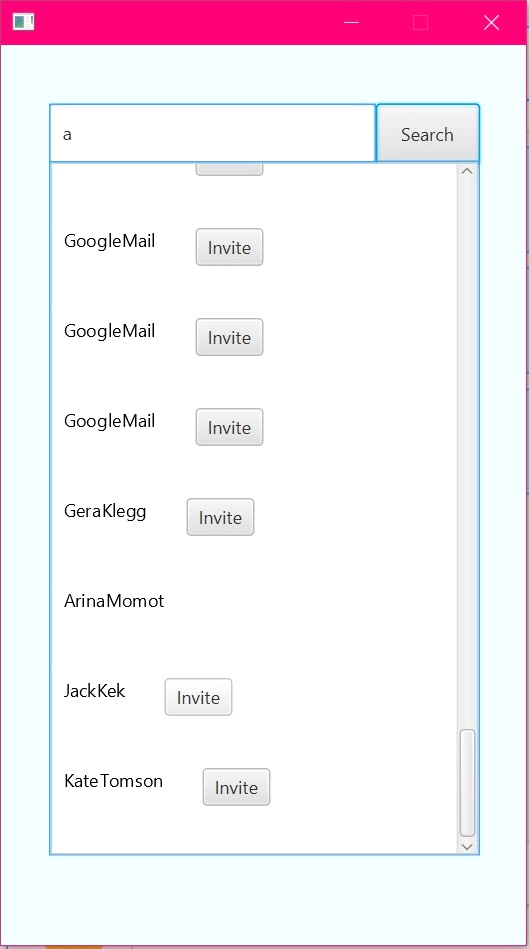 a
Search
GoogleMail Invite
GoogleMail Invite
GoogleMail Invite
GeraKlegg Invite
ArinaMomot
JackKek Invite
KateTomson Invite